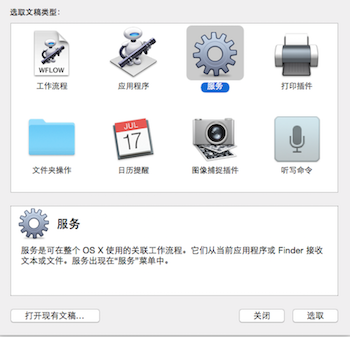 选取文稿类型:
WFLOW
JUL
17
工作流程
应用程序
服务
打印插件
文件夹操作
日历提醒
图像捕捉插件
听写命令
服务
服务是可在整个 OS X 使用的关联工作流程。它们从当前应用程序或 Finder 接收
文本或文件。服务出现在“服务”菜单中。
打开现有文稿...
关闭
选取